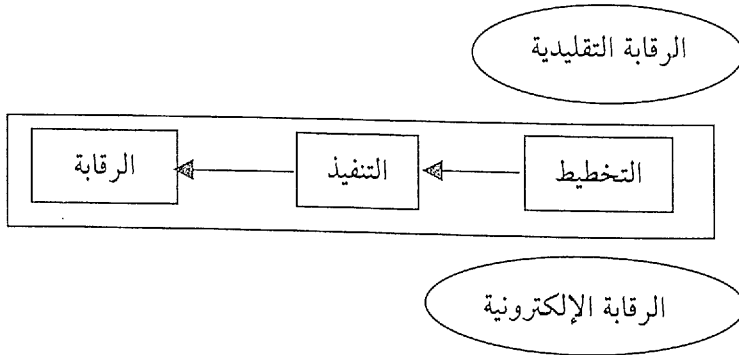 الرقابة التقليدية
التخطيط
التنفيذ
الرقابة
الرقابة الإلكترونية